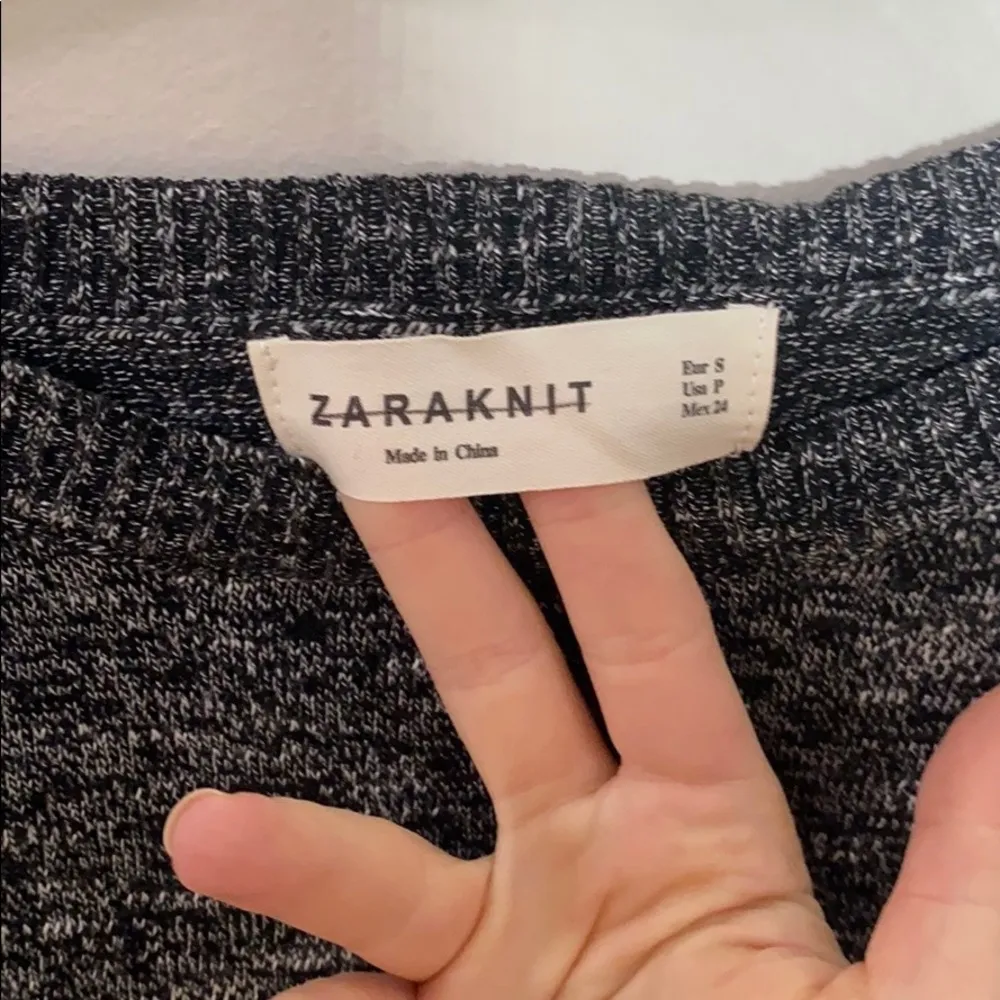 ZARAKNIT
Made in China
Eur S
Usa P
Mex 24